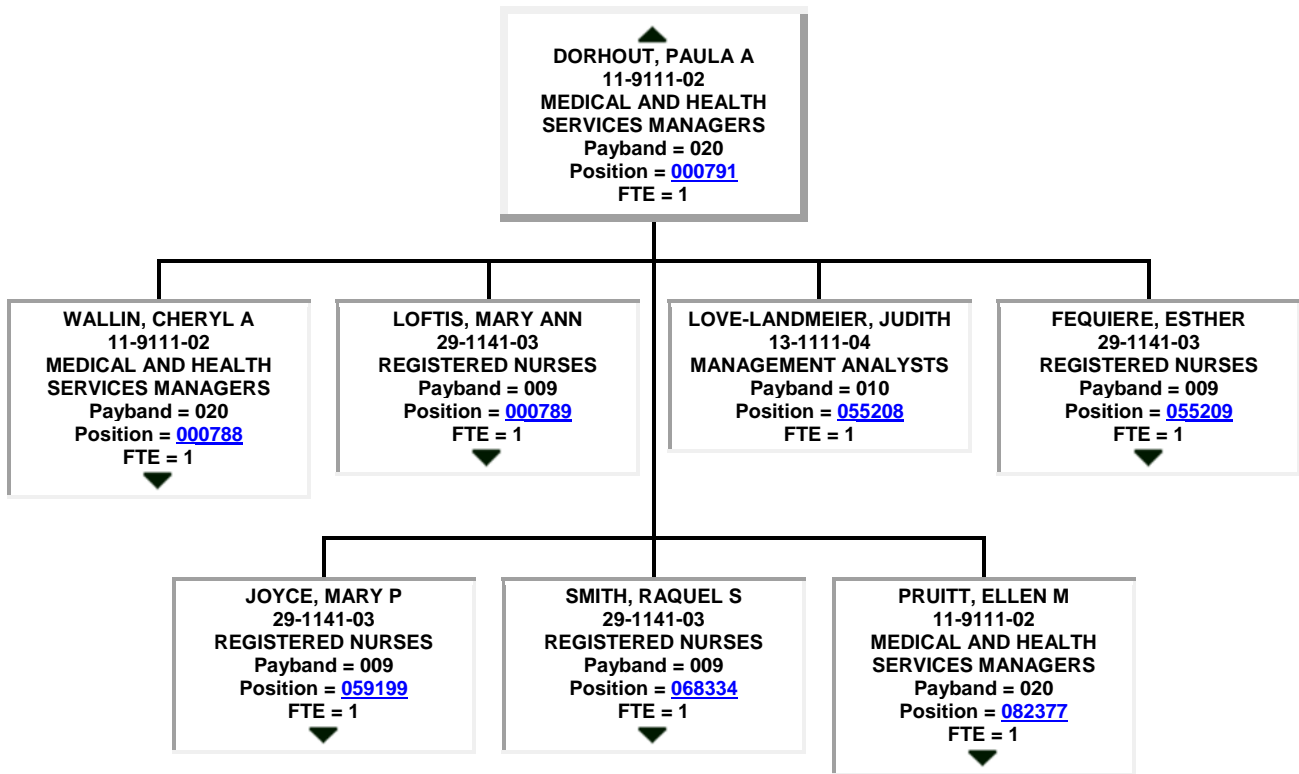 DORHOUT, PAULA A
11-9111-02
MEDICAL AND HEALTH
SERVICES MANAGERS
Payband = 020
Position = 000791
FTE = 1
WALLIN, CHERYL A
11-9111-02
MEDICAL AND HEALTH
SERVICES MANAGERS
Payband = 020
Position = 000788
FTE = 1
LOFTIS, MARY ANN
29-1141-03
REGISTERED NURSES
Payband = 009
Position = 000789
FTE = 1
LOVE-LANDMEIER, JUDITH
13-1111-04
MANAGEMENT ANALYSTS
Payband = 010
Position = 055208
FTE = 1
FEQUIERE, ESTHER
29-1141-03
REGISTERED NURSES
Payband = 009
Position = 055209
FTE = 1
JOYCE, MARY P
29-1141-03
REGISTERED NURSES
Payband = 009
Position = 059199
FTE = 1
SMITH, RAQUEL S
29-1141-03
REGISTERED NURSES
Payband = 009
Position = 068334
FTE = 1
PRUITT, ELLEN M
11-9111-02
MEDICAL AND HEALTH
SERVICES MANAGERS
Payband = 020
Position = 082377
FTE = 1